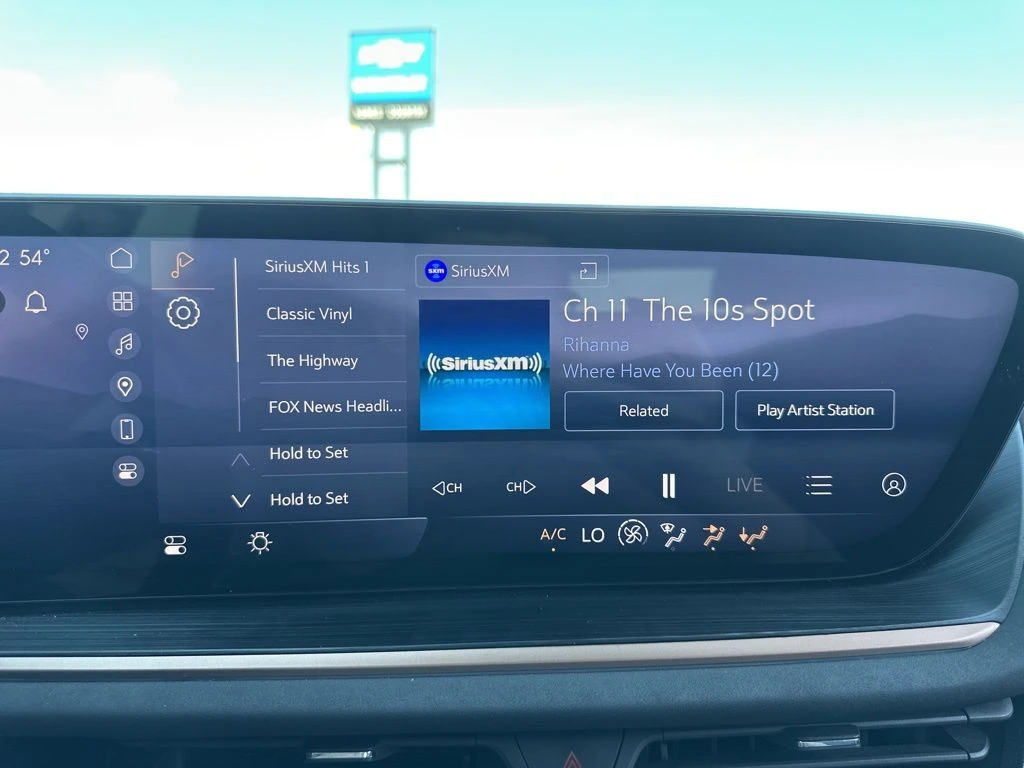 2 54°
SiriusXM Hits 1
Classic Vinyl
The Highway
FOX News Headli...
Hold to Set
Hold to Set
sxm SiriusXM
SiriusXM
Ch 11 The 10s Spot
Rihanna
Where Have You Been (12)
Related
Play Artist Station
CH
CH
LIVE
A/C LO